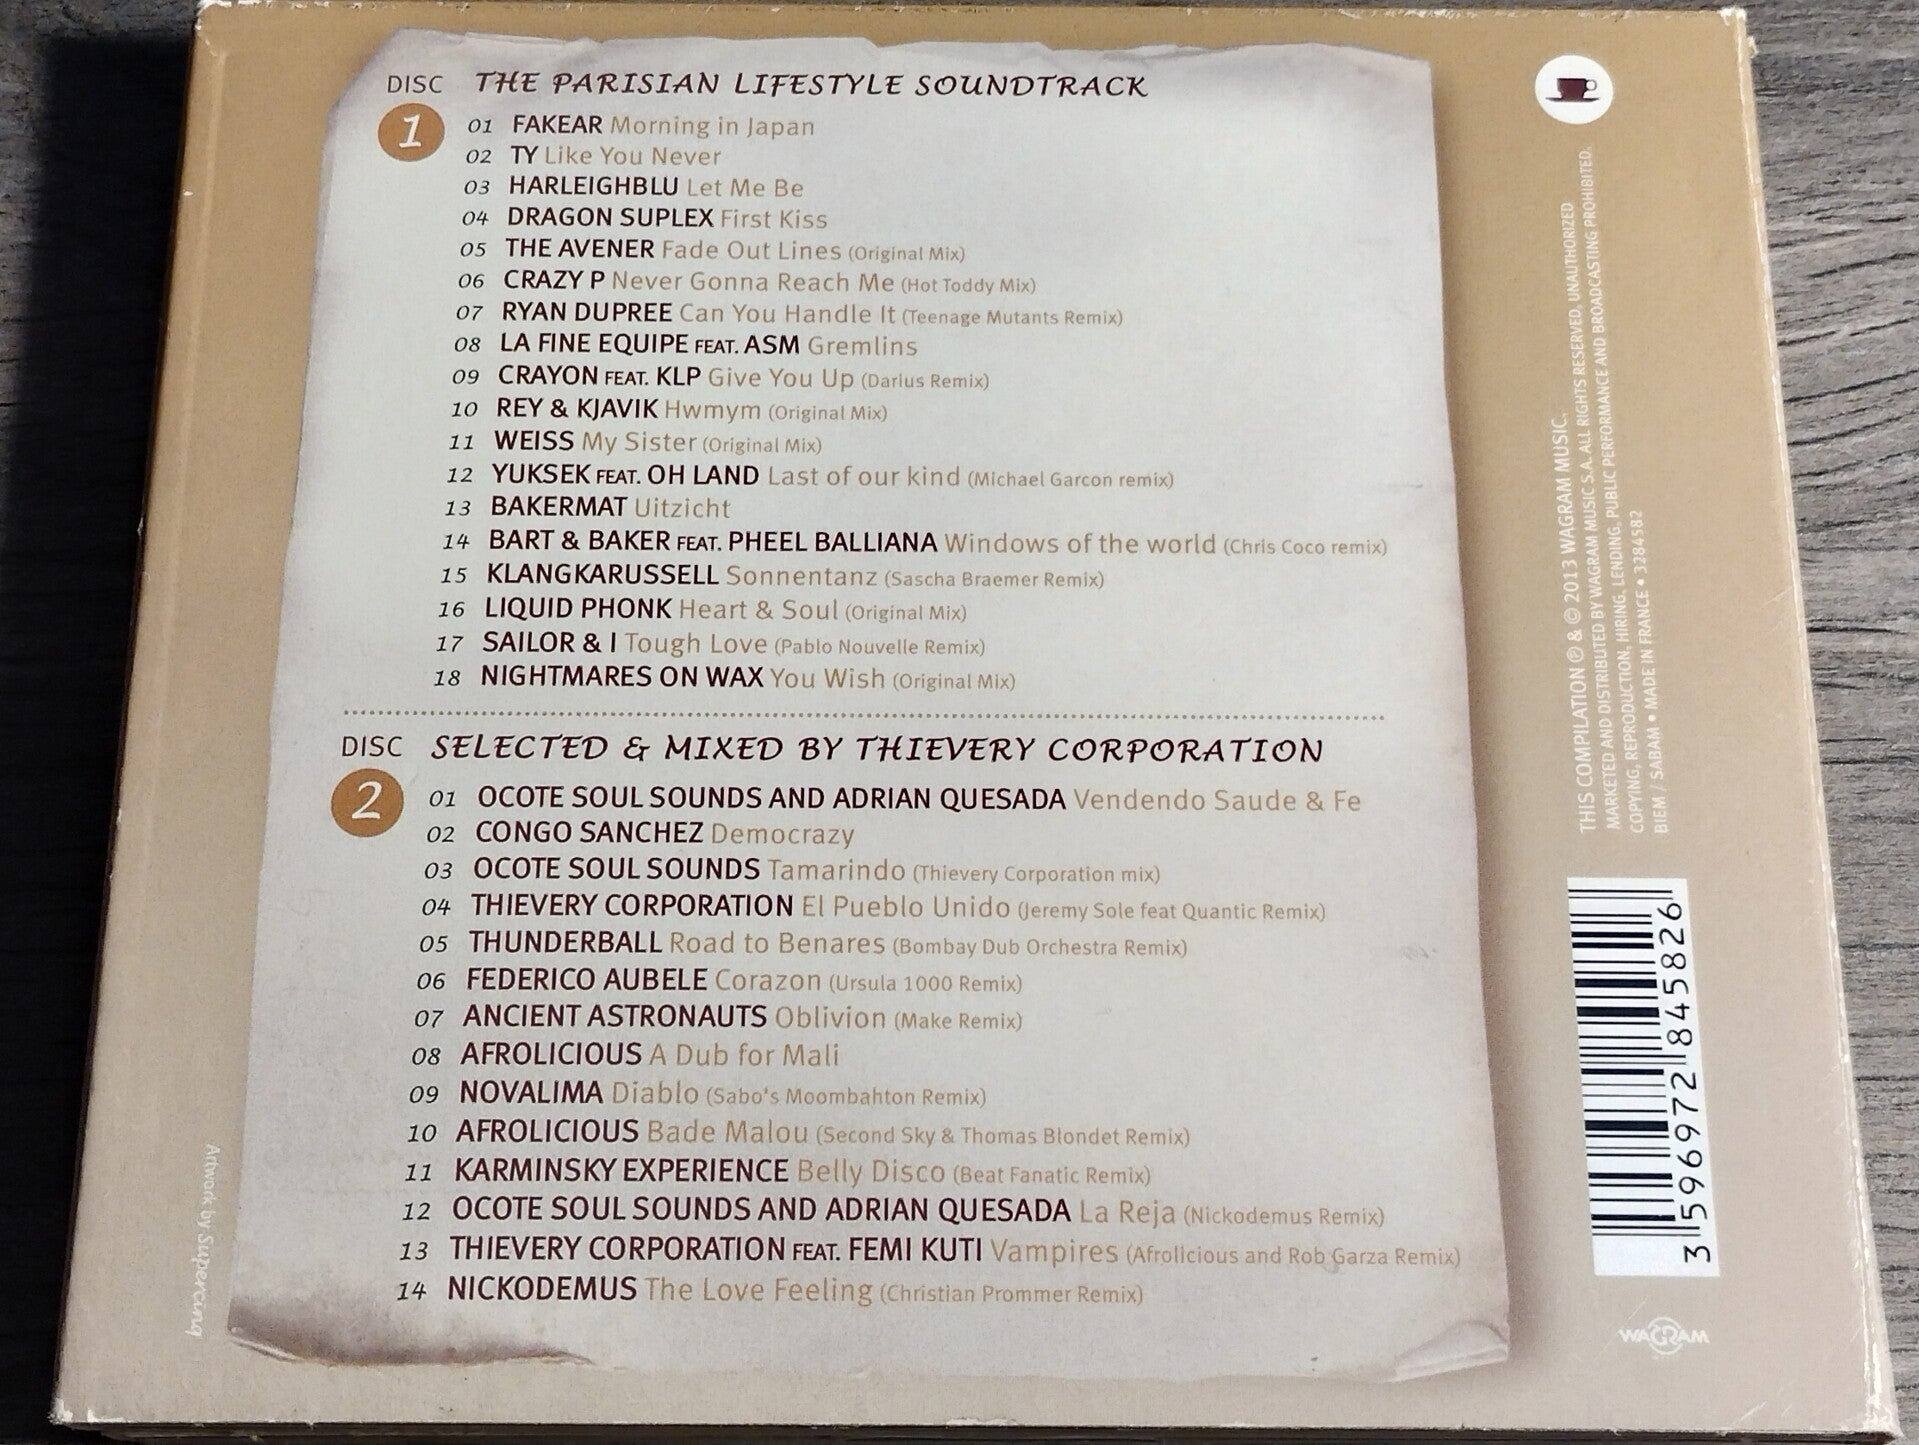 DISC THE PARISIAN LIFESTYLE SOUNDTRACK
1
01 FAKEAR Morning in Japan
02 TY Like You Never
03 HARLEIGHBLU Let Me Be
04 DRAGON SUPLEX First Kiss
05 THE AVENER Fade Out Lines (Original Mix)
06 CRAZY P Never Gonna Reach Me (Hot Toddy Mix)
07 RYAN DUPREE Can You Handle It (Teenage Mutants Remix)
08 LA FINE EQUIPE FEAT. ASM Gremlins
09 CRAYON FEAT. KLP Give You Up (Darius Remix)
10 REY & KJAVIK Hwmym (Original Mix)
11 WEISS My Sister (Original Mix)
12 YUKSEK FEAT. OH LAND Last of our kind (Michael Garcon remix)
13 BAKERMAT Uitzicht
14 BART & BAKER FEAT. PHEEL BALLIANA Windows of the world (Chris Coco remix)
15 KLANGKARUSSELL Sonnentanz (Sascha Braemer Remix)
16 LIQUID PHONK Heart & Soul (Original Mix)
17 SAILOR & I Tough Love (Pablo Nouvelle Remix)
18 NIGHTMARES ON WAX You Wish (Original Mix)
DISC SELECTED & MIXED BY THIEVERY CORPORATION
2
01 OCOTE SOUL SOUNDS AND ADRIAN QUESADA Vendendo Saude & Fe
02 CONGO SANCHEZ Democrazy
03 OCOTE SOUL SOUNDS Tamarindo (Thievery Corporation mix)
04 THIEVERY CORPORATION El Pueblo Unido (Jeremy Sole feat Quantic Remix)
05 THUNDERBALL Road to Benares (Bombay Dub Orchestra Remix)
06 FEDERICO AUBELE Corazon (Ursula 1000 Remix)
07 ANCIENT ASTRONAUTS Oblivion (Make Remix)
08 AFROLICIOUS A Dub for Mali
09 NOVALIMA Diablo (Sabo's Moombahton Remix)
10 AFROLICIOUS Bade Malou (Second Sky & Thomas Blondet Remix)
11 KARMINSKY EXPERIENCE Belly Disco (Beat Fanatic Remix)
12 OCOTE SOUL SOUNDS AND ADRIAN QUESADA La Reja (Nickodemus Remix)
13 THIEVERY CORPORATION FEAT. FEMI KUTI Vampires (Afrolicious and Rob Garza Remix)
14 NICKODEMUS The Love Feeling (Christian Prommer Remix)
Artwork by Supercinq
THIS COMPILATION ℗ & © 2013 WAGRAM MUSIC.
MARKETED AND DISTRIBUTED BY WAGRAM MUSIC S.A. ALL RIGHTS RESERVED, UNAUTHORIZED
COPYING, REPRODUCTION, HIRING, LENDING, PUBLIC PERFORMANCE AND BROADCASTING PROHIBITED.
BIEM / SABAM • MADE IN FRANCE • 3284582
3 596972 845826
WAGRAM